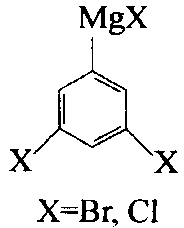 MgX
X X
X=Br, Cl